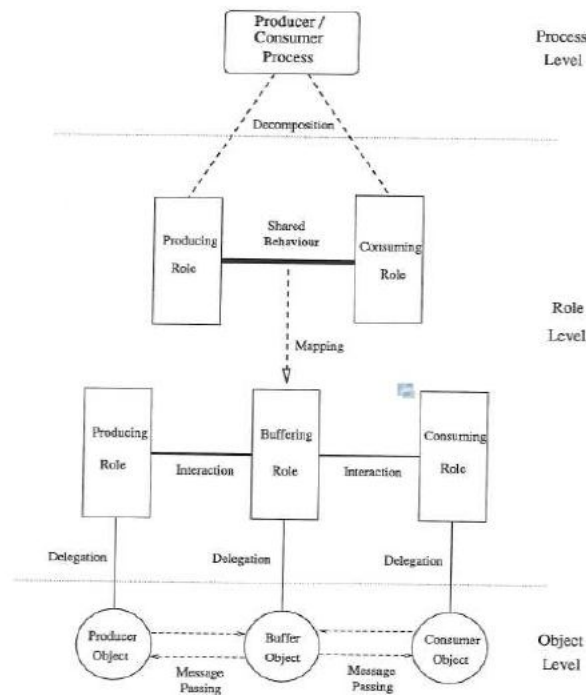 Producer /
Consumer
Process
Process
Level
Decomposition
Producing
Role
Shared
Behaviour
Consuming
Role
Role
Level
Mapping
Producing
Role
Buffering
Role
Consuming
Role
Interaction
Interaction
Delegation
Delegation
Delegation
Producer
Object
Buffer
Object
Consumer
Object
Message
Passing
Message
Passing
Object
Level